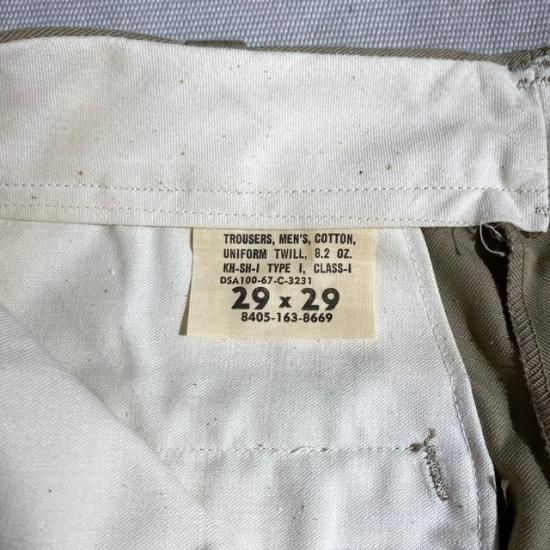 TROUSERS, MEN'S, COTTON,
UNIFORM TWILL, 8.2 OZ.
KH-SH-1 TYPE I, CLASS-1
DSA100-67-C-3231
29 x 29
8405-163-8669